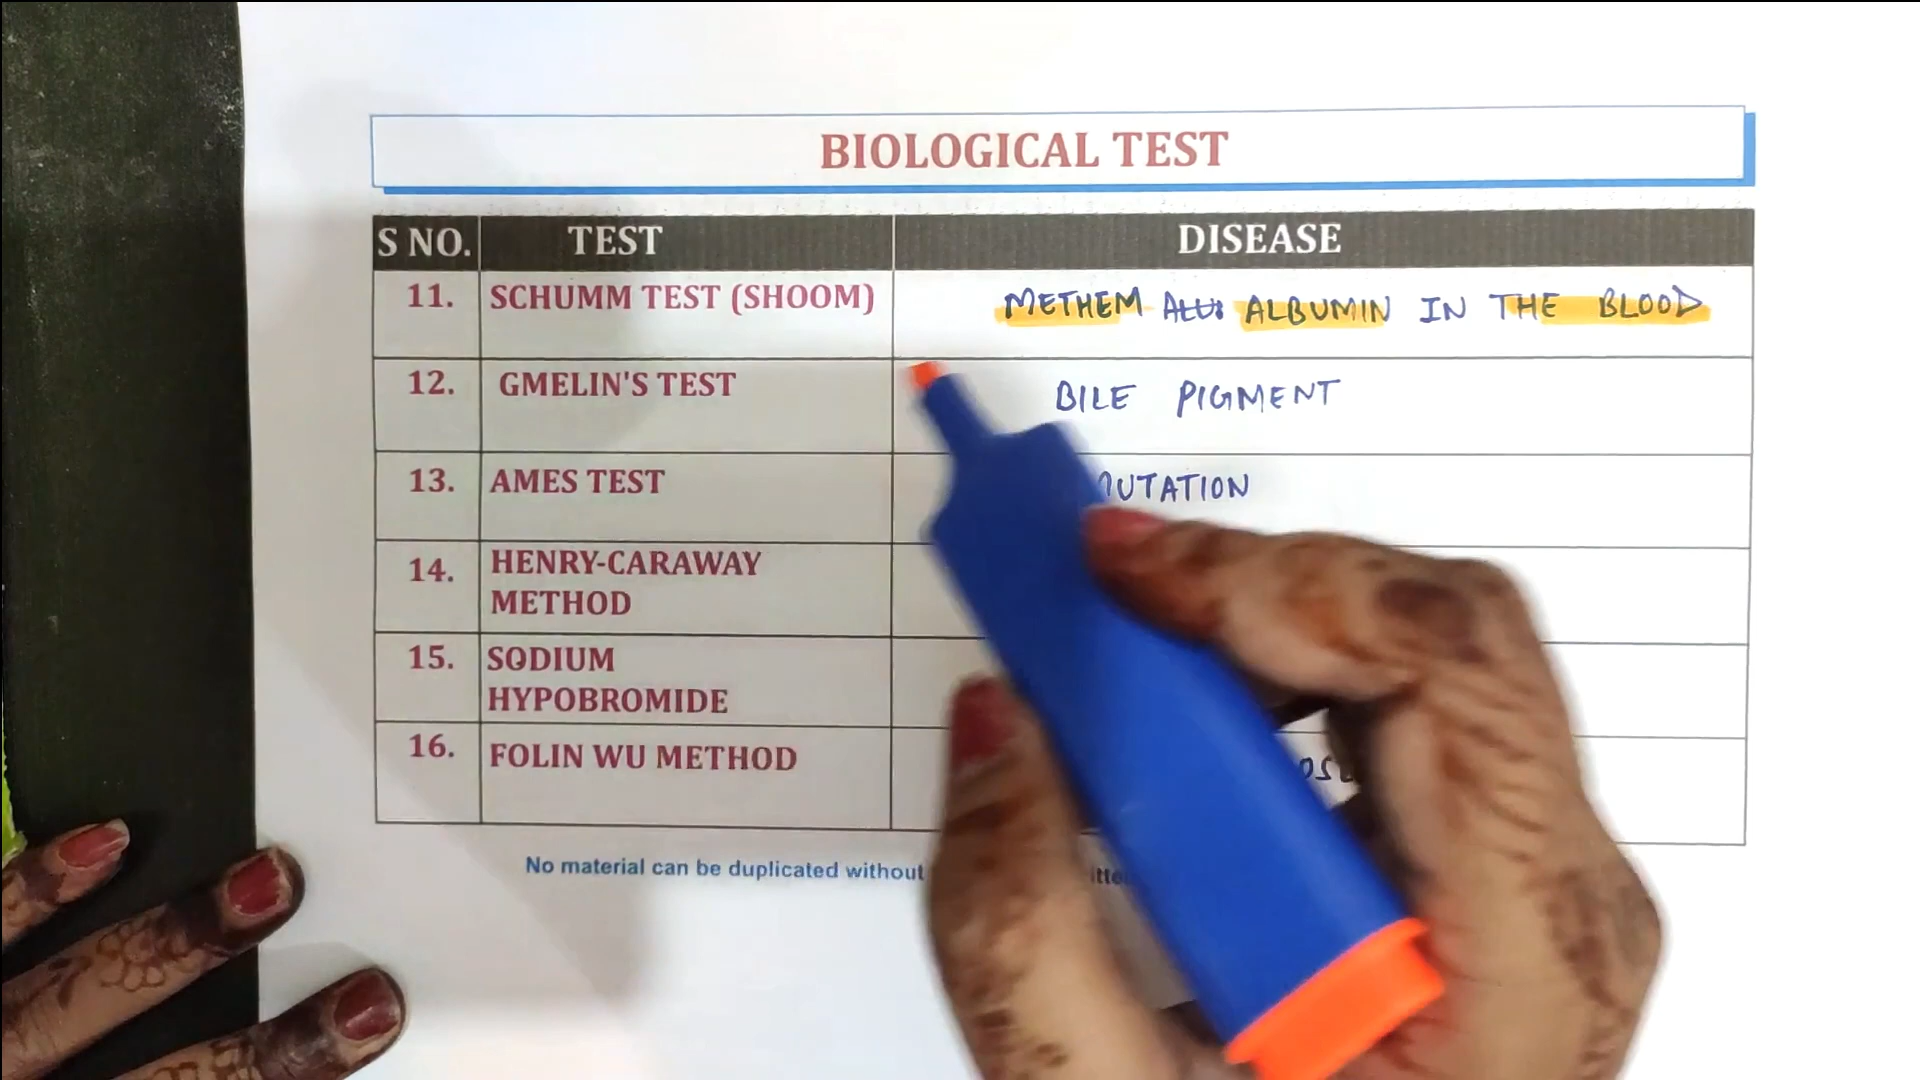 BIOLOGICAL TEST
S NO. TEST DISEASE
11. SCHUMM TEST (SHOOM) METHEM ALBUMIN IN THE BLOOD
12. GMELIN'S TEST BILE PIGMENT
13. AMES TEST MUTATION
14. HENRY-CARAWAY
METHOD
15. SODIUM
HYPOBROMIDE
16. FOLIN WU METHOD
No material can be duplicated without